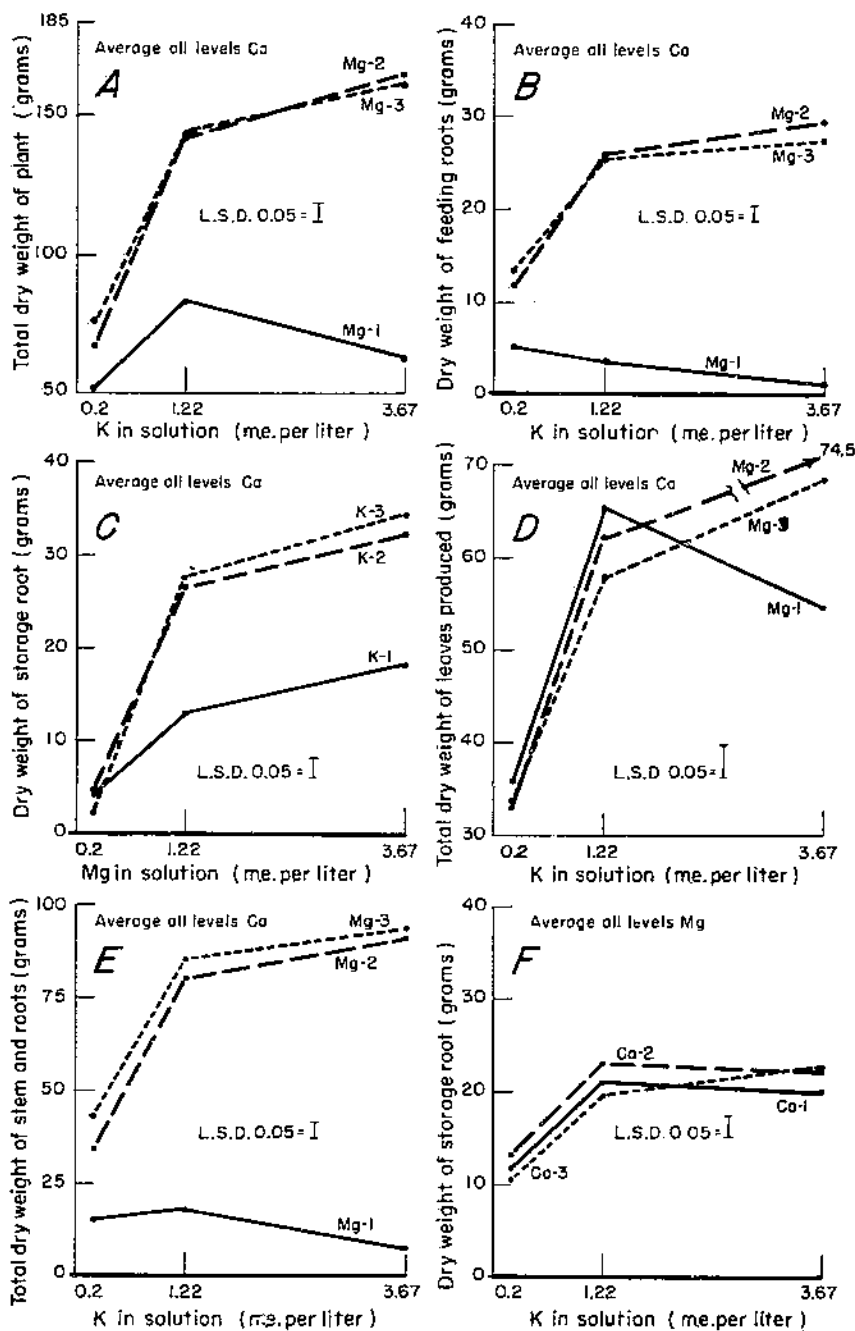 Total dry weight of plant (grams)
185
150
100
50
Average all levels Ca
A
Mg-2
Mg-3
L.S.D. 0.05 = I
Mg-1
0.2 1.22 3.67
K in solution (me. per liter)
Dry weight of feeding roots (grams)
40
30
20
10
0
Average all levels Ca
B
Mg-2
Mg-3
L.S.D. 0.05 = I
Mg-1
0.2 1.22 3.67
K in solution (me. per liter)
Dry weight of storage root (grams)
40
30
20
10
0
Average all levels Ca
C
K-3
K-2
K-1
L.S.D. 0.05 = I
0.2 1.22 3.67
Mg in solution (me. per liter)
Total dry weight of leaves produced (grams)
70
60
50
40
30
74.5
Average all levels Ca
D
Mg-2
Mg-3
Mg-1
L.S.D 0.05 = I
0.2 1.22 3.67
K in solution (me. per liter)
Total dry weight of stem and roots (grams)
100
75
50
25
0
Average all levels Ca
E
Mg-3
Mg-2
L.S.D. 0.05 = I
Mg-1
0.2 1.22 3.67
K in solution (me. per liter)
Dry weight of storage root (grams)
40
30
20
10
0
Average all levels Mg
F
Ca-2
Ca-1
Ca-3
L.S.D. 0.05 = I
0.2 1.22 3.67
K in solution (me. per liter)